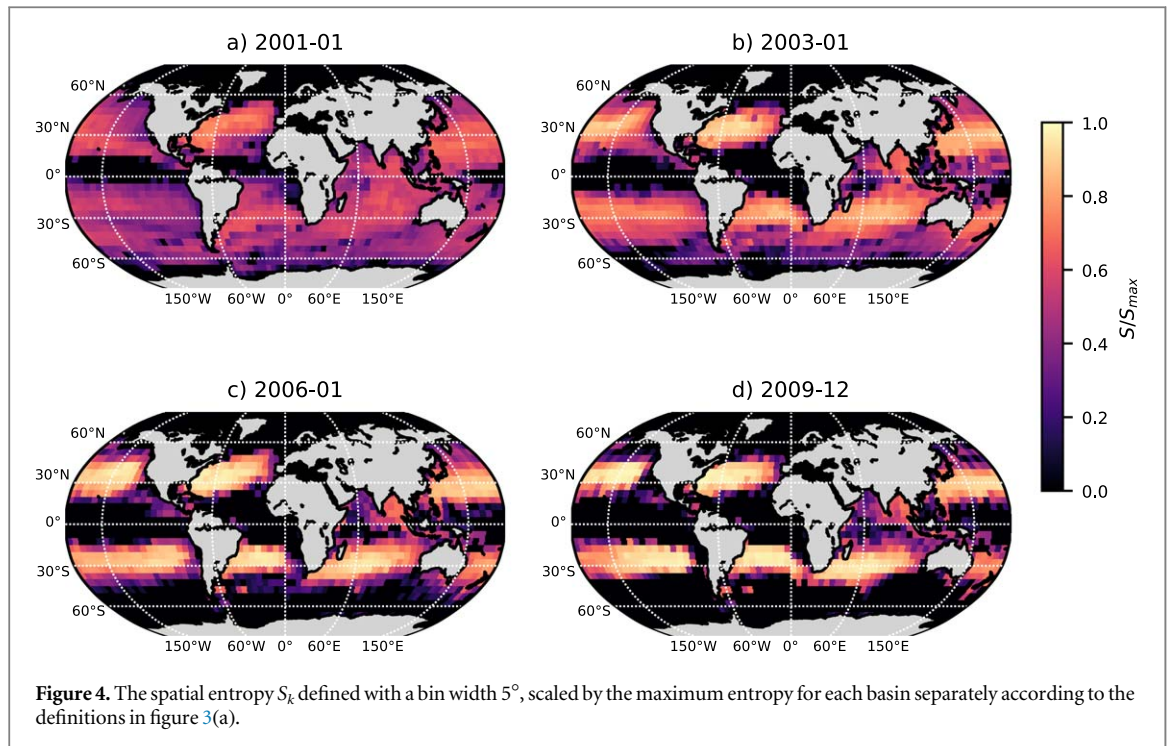 a) 2001-01
b) 2003-01
60°N
30°N
0°
30°S
60°S
150°W 60°W 0° 60°E 150°E
60°N
30°N
0°
30°S
60°S
150°W 60°W 0° 60°E 150°E
1.0
0.8
0.6
0.4
0.2
0.0
S/Smax
c) 2006-01
d) 2009-12
60°N
30°N
0°
30°S
60°S
150°W 60°W 0° 60°E 150°E
60°N
30°N
0°
30°S
60°S
150°W 60°W 0° 60°E 150°E
Figure 4. The spatial entropy Sk defined with a bin width 5°, scaled by the maximum entropy for each basin separately according to the
definitions in figure 3(a).